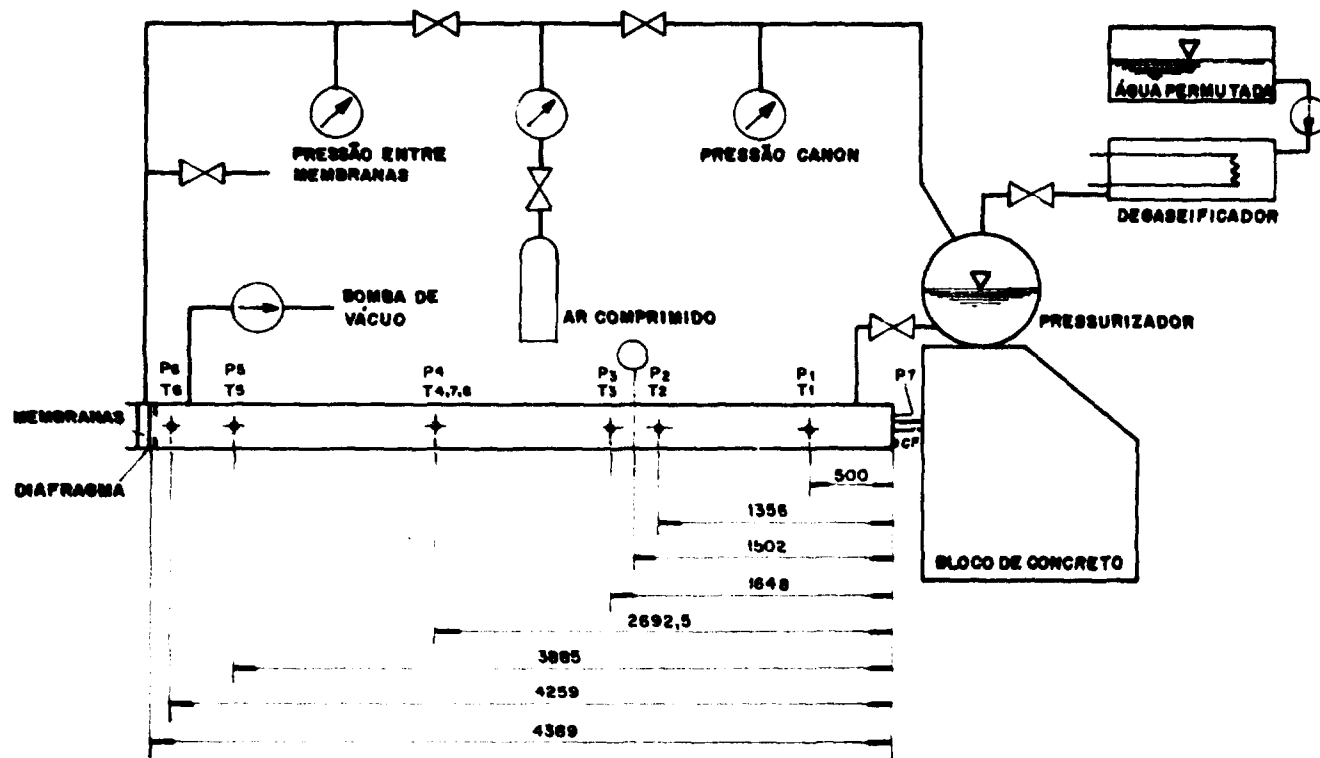 ÁGUA PERMUTADA
PRESSÃO ENTRE
MEMBRANAS
PRESSÃO CANON
DEGASEIFICADOR
BOMBA DE
VÁCUO
AR COMPRIMIDO
PRESSURIZADOR
P6
T6
P5
T5
P4
T4,7,8
P3
T3
P2
T2
P1
T1
P7
MEMBRANAS
CF
DIAFRAGMA
500
1356
1502
BLOCO DE CONCRETO
1648
2692,5
3885
4259
4369